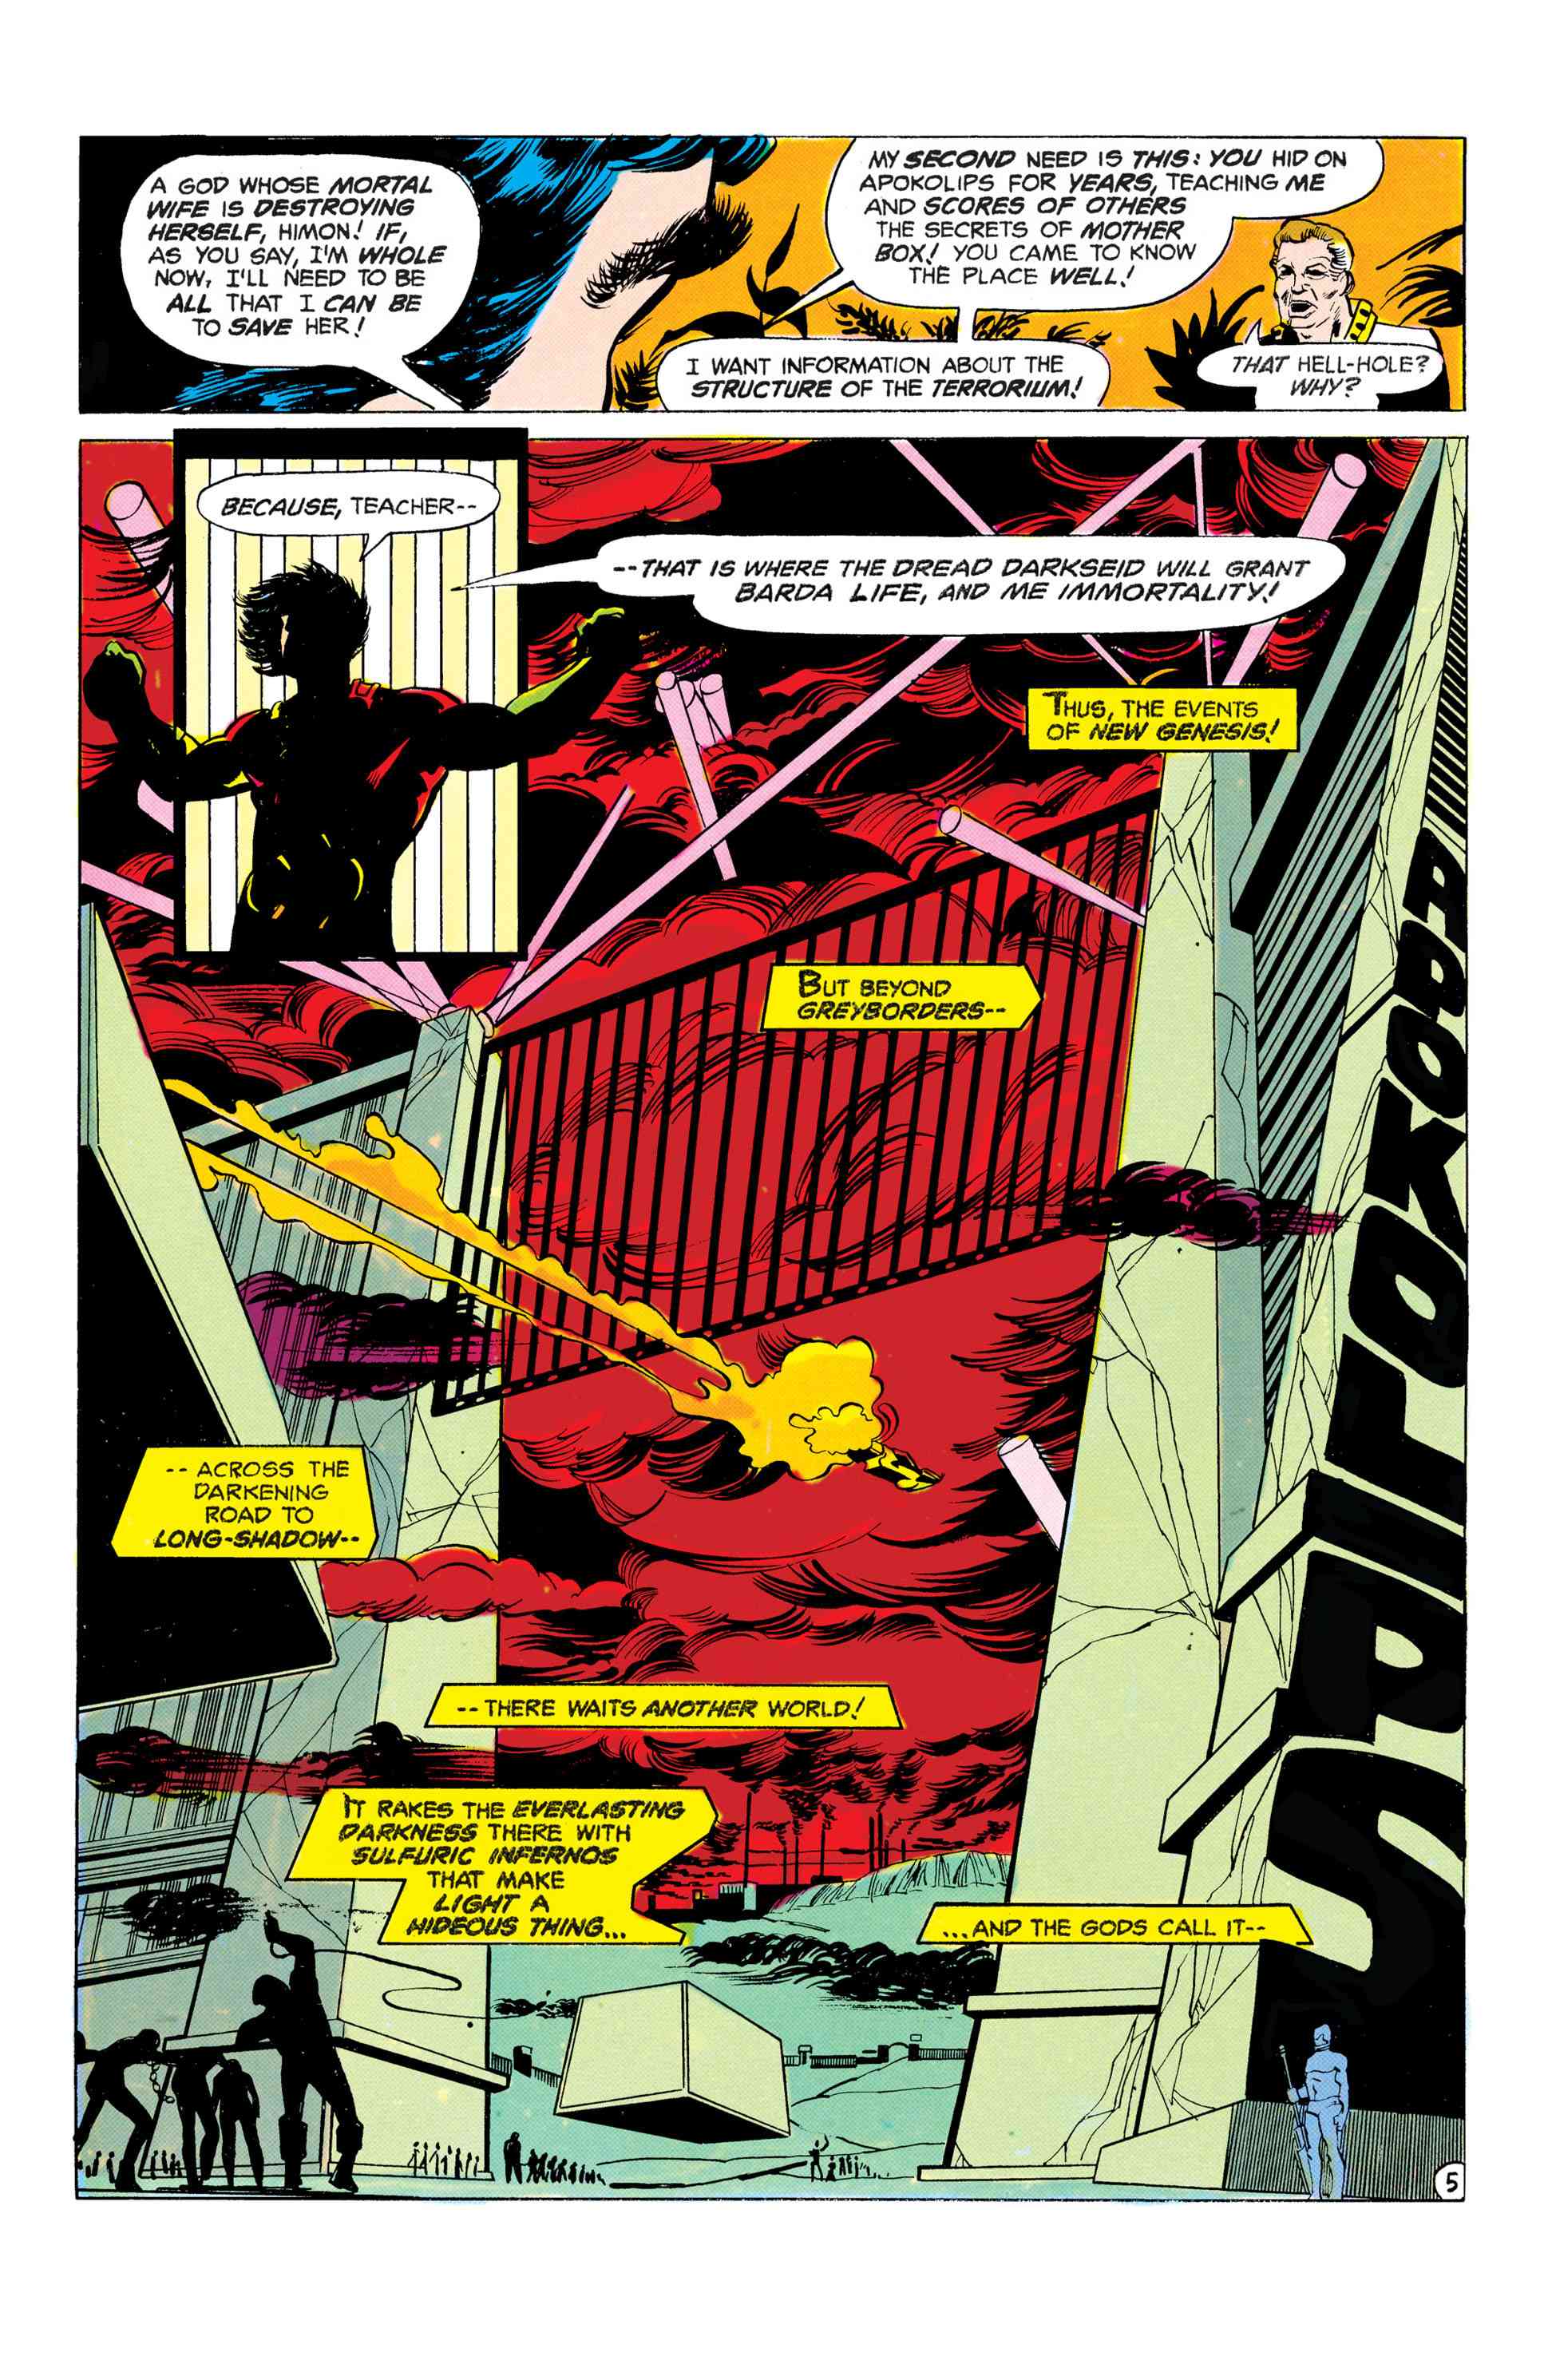 A GOD WHOSE MORTAL
WIFE IS DESTROYING
HERSELF, HIMON! IF,
AS YOU SAY, I'M WHOLE
NOW, I'LL NEED TO BE
ALL THAT I CAN BE
TO SAVE HER!
MY SECOND NEED IS THIS: YOU HID ON
APOKOLIPS FOR YEARS, TEACHING ME
AND SCORES OF OTHERS
THE SECRETS OF MOTHER
BOX! YOU CAME TO KNOW
THE PLACE WELL!
I WANT INFORMATION ABOUT THE
STRUCTURE OF THE TERRORIUM!
THAT HELL-HOLE?
WHY?
BECAUSE, TEACHER--
--THAT IS WHERE THE DREAD DARKSEID WILL GRANT
BARDA LIFE, AND ME IMMORTALITY!
THUS, THE EVENTS
OF NEW GENESIS!
BUT BEYOND
GREYBORDERS--
--ACROSS THE
DARKENING
ROAD TO
LONG-SHADOW--
--THERE WAITS ANOTHER WORLD!
IT RAKES THE EVERLASTING
DARKNESS THERE WITH
SULFURIC INFERNOS
THAT MAKE
LIGHT A
HIDEOUS THING...
...AND THE GODS CALL IT--
APOKOLIPS
5